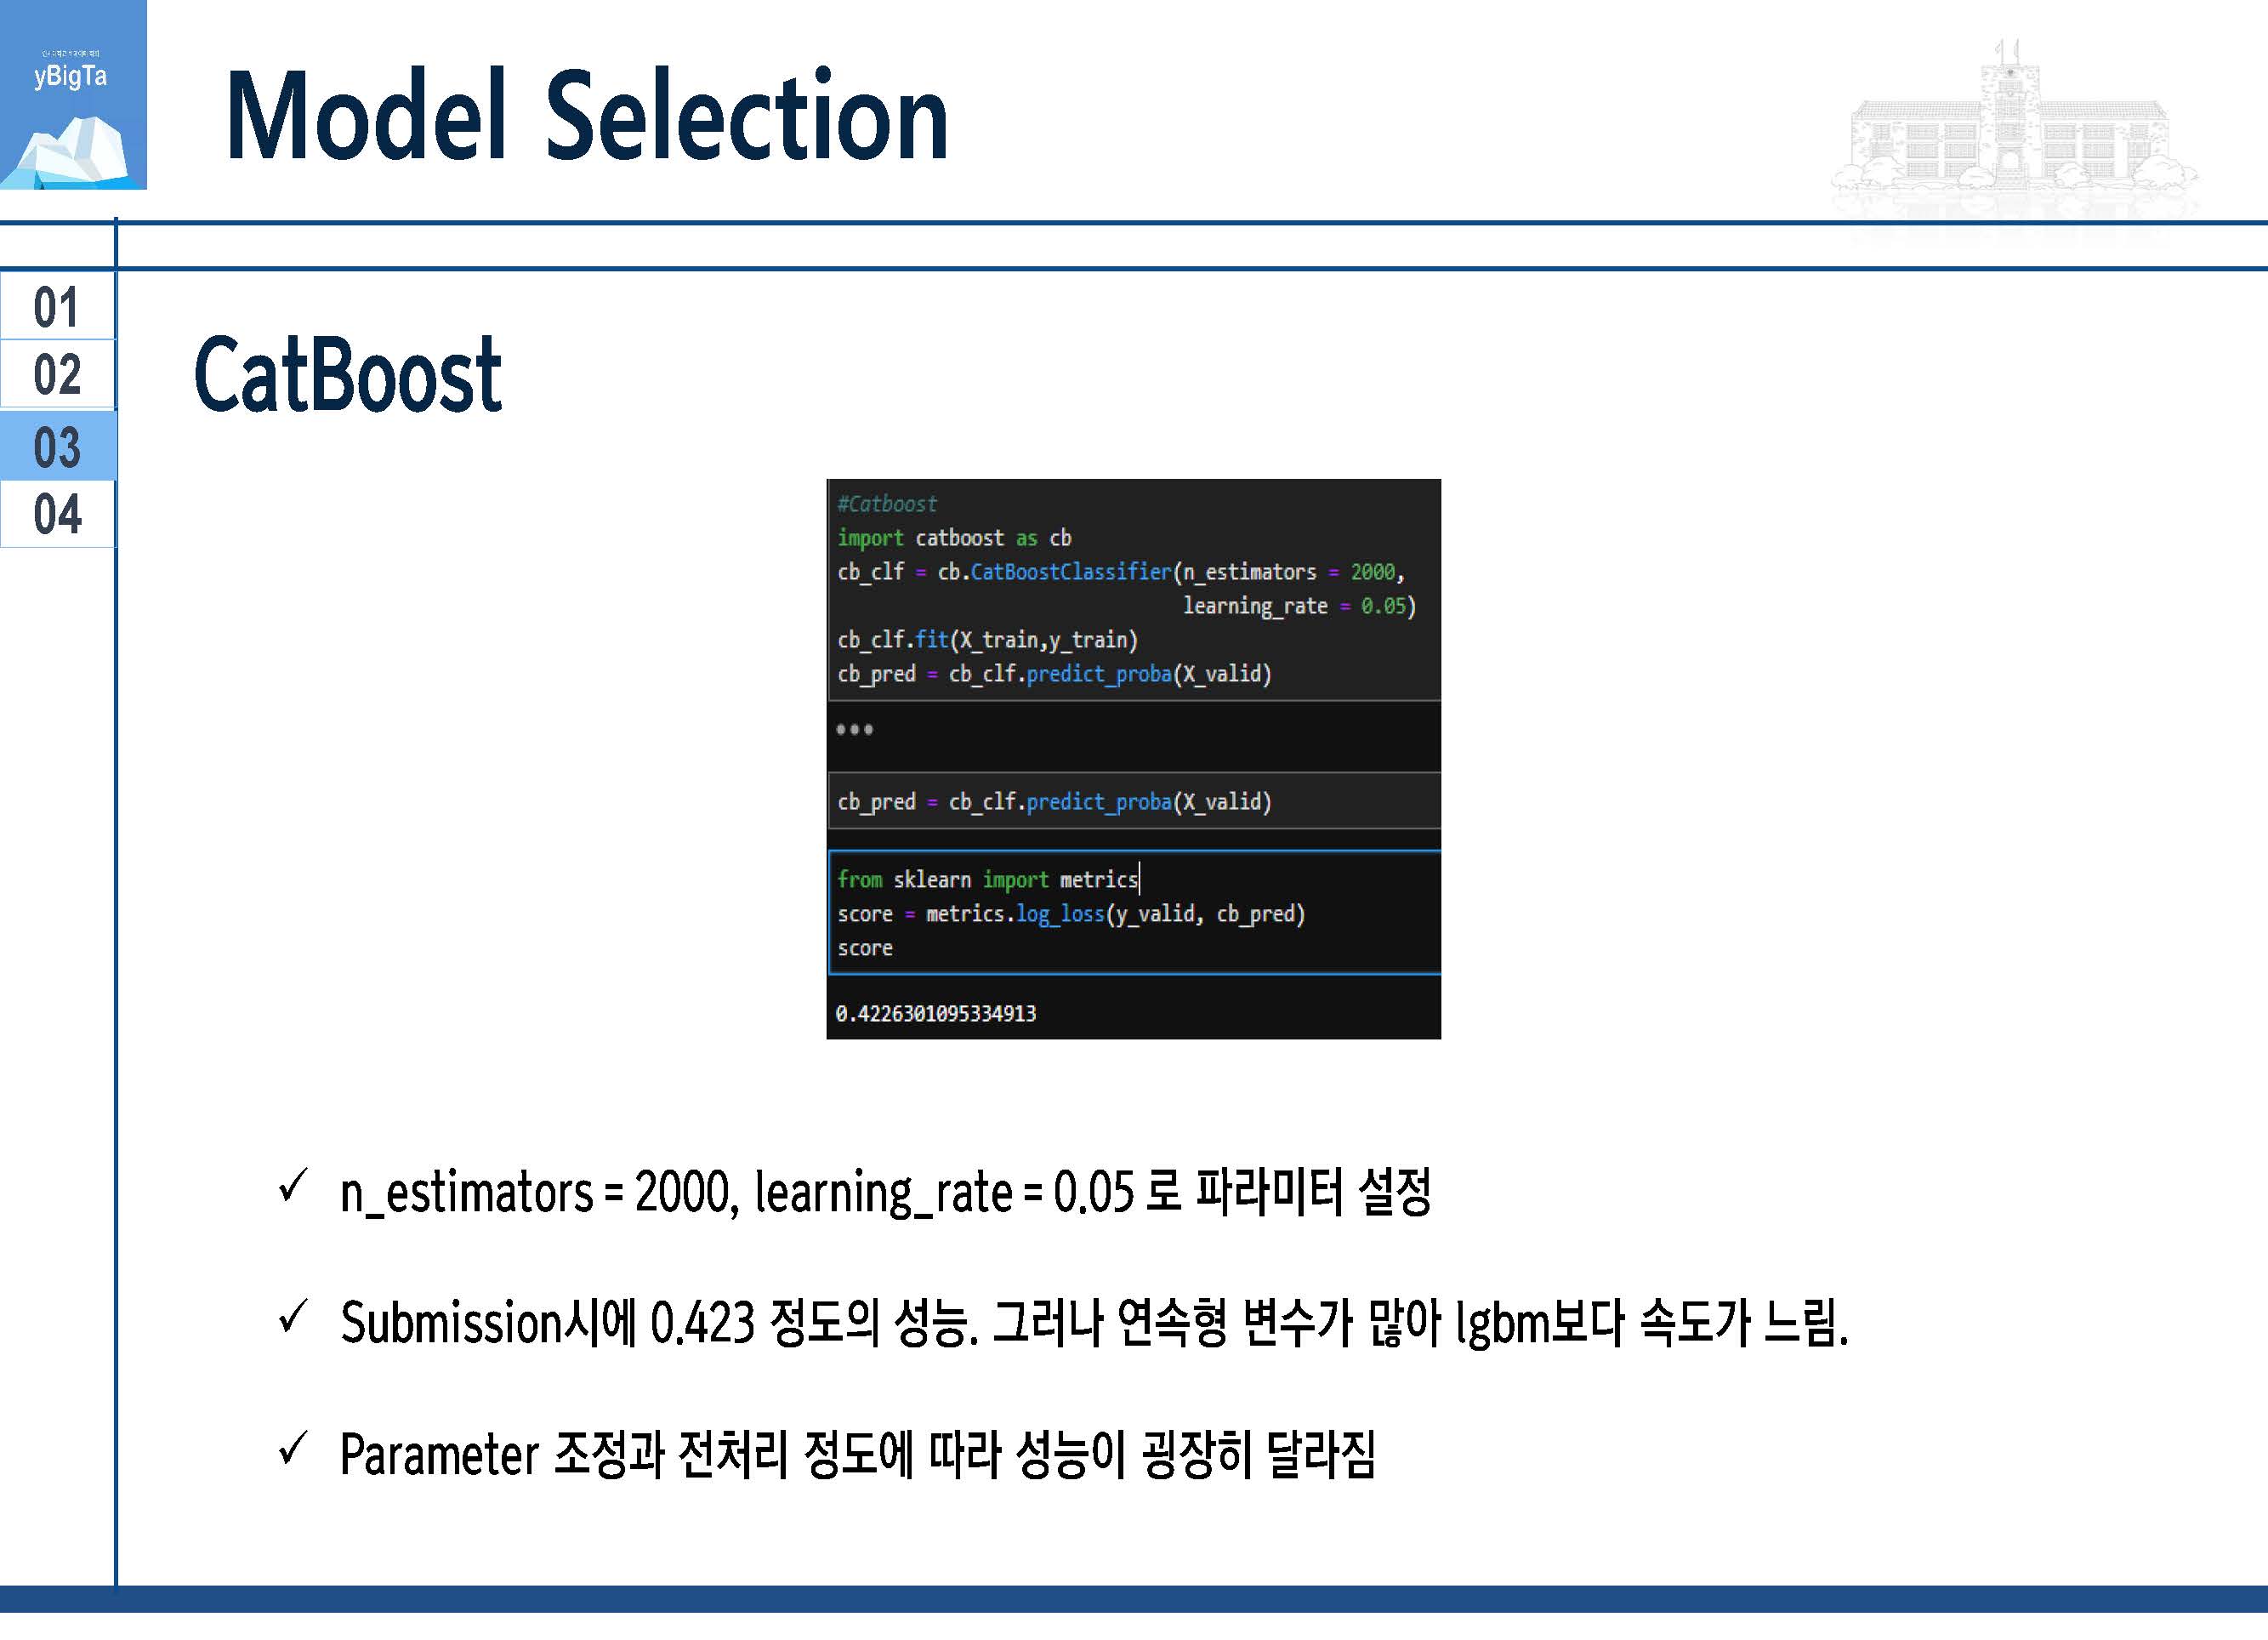 yBigTa
Model Selection
01
02
03
04
CatBoost
#Catboost
import catboost as cb
cb_clf = cb.CatBoostClassifier(n_estimators = 2000,
learning_rate = 0.05)
cb_clf.fit(X_train,y_train)
cb_pred = cb_clf.predict_proba(X_valid)
cb_pred = cb_clf.predict_proba(X_valid)
from sklearn import metrics
score = metrics.log_loss(y_valid, cb_pred)
score
0.4226301095334913
✓ n_estimators = 2000, learning_rate = 0.05 로 파라미터 설정
✓ Submission시에 0.423 정도의 성능. 그러나 연속형 변수가 많아 lgbm보다 속도가 느림.
✓ Parameter 조정과 전처리 정도에 따라 성능이 굉장히 달라짐